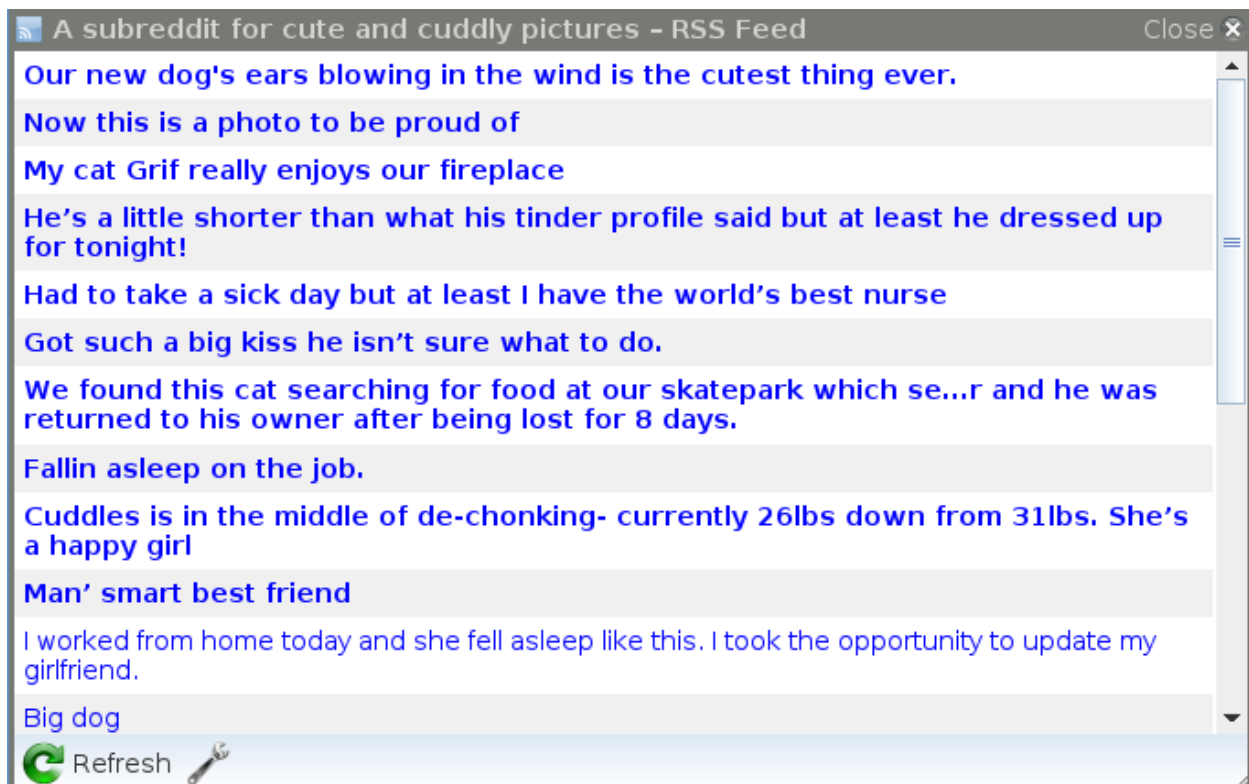 A subreddit for cute and cuddly pictures – RSS Feed
Close
Our new dog's ears blowing in the wind is the cutest thing ever.
Now this is a photo to be proud of
My cat Grif really enjoys our fireplace
He’s a little shorter than what his tinder profile said but at least he dressed up
for tonight!
Had to take a sick day but at least I have the world’s best nurse
Got such a big kiss he isn’t sure what to do.
We found this cat searching for food at our skatepark which se...r and he was
returned to his owner after being lost for 8 days.
Fallin asleep on the job.
Cuddles is in the middle of de-chonking- currently 26lbs down from 31lbs. She’s
a happy girl
Man’ smart best friend
I worked from home today and she fell asleep like this. I took the opportunity to update my
girlfriend.
Big dog
Refresh